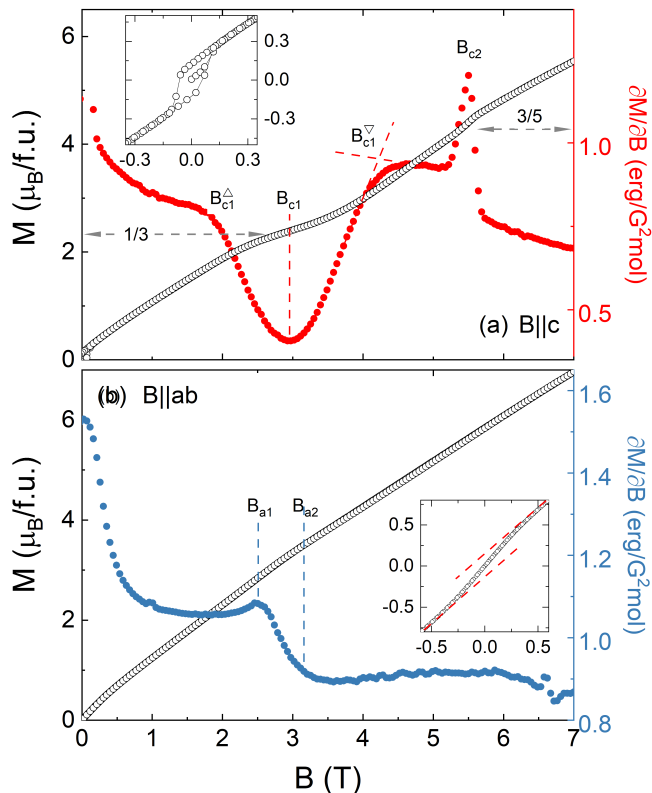 6
4
2
0
M (μB/f.u.)
0.3
0.0
-0.3
-0.3 0.0 0.3
Bc2
3/5
Bc1▽
Bc1△
Bc1
1/3
(a) B||c
1.0
0.7
0.4
∂M/∂B (erg/G²mol)
(b) B||ab
6
4
2
0
M (μB/f.u.)
Ba1 Ba2
0.5
0.0
-0.5
-0.5 0.0 0.5
1.6
1.4
1.2
1.0
0.8
∂M/∂B (erg/G²mol)
0 1 2 3 4 5 6 7
B (T)